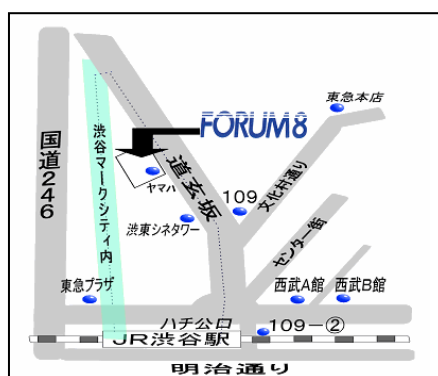 東急本店
国道246
渋谷マークシティ内
FORUM8
道玄坂
ヤマハ
109
文化村通り
渋東シネタワー
センター街
東急プラザ
西武A館
西武B館
ハチ公口
109-②
JR渋谷駅
明治通り